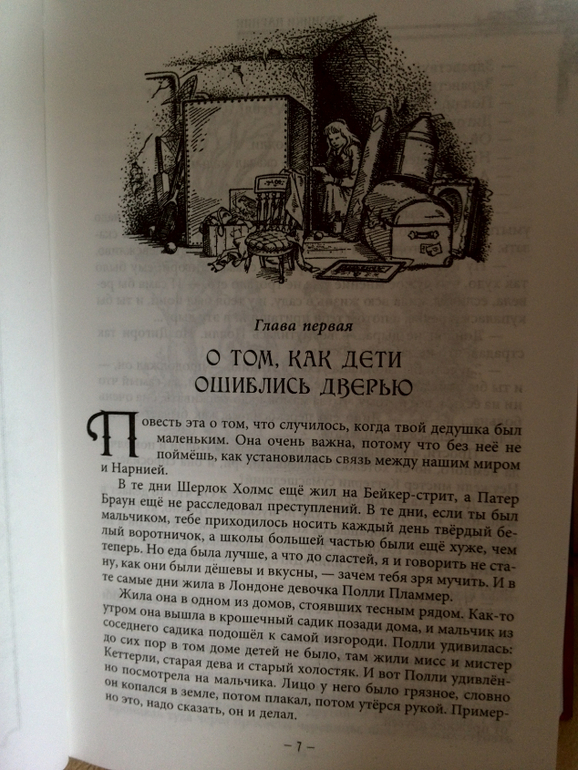 Глава первая
О ТОМ, КАК ДЕТИ
ОШИБЛИСЬ ДВЕРЬЮ
Повесть эта о том, что случилось, когда твой дедушка был
маленьким. Она очень важна, потому что без неё не
поймёшь, как установилась связь между нашим миром
и Нарнией.
В те дни Шерлок Холмс ещё жил на Бейкер-стрит, а Патер
Браун ещё не расследовал преступлений. В те дни, если ты был
мальчиком, тебе приходилось носить каждый день твёрдый бе-
лый воротничок, а школы большей частью были ещё хуже, чем
теперь. Но еда была лучше, а что до сластей, я и говорить не ста-
ну, как они были дёшевы и вкусны, — зачем тебя зря мучить. И в
те самые дни жила в Лондоне девочка Полли Пламмер.
Жила она в одном из домов, стоявших тесным рядом. Как-то
утром она вышла в крошечный садик позади дома, и мальчик из
соседнего садика подошёл к самой изгороди. Полли удивилась:
до сих пор в том доме детей не было, там жили мисс и мистер
Кеттерли, старая дева и старый холостяк. И вот Полли удивлён-
но посмотрела на мальчика. Лицо у него было грязное, словно
он копался в земле, потом плакал, потом утёрся рукой. Пример-
но это, надо сказать, он и делал.
– 7 –